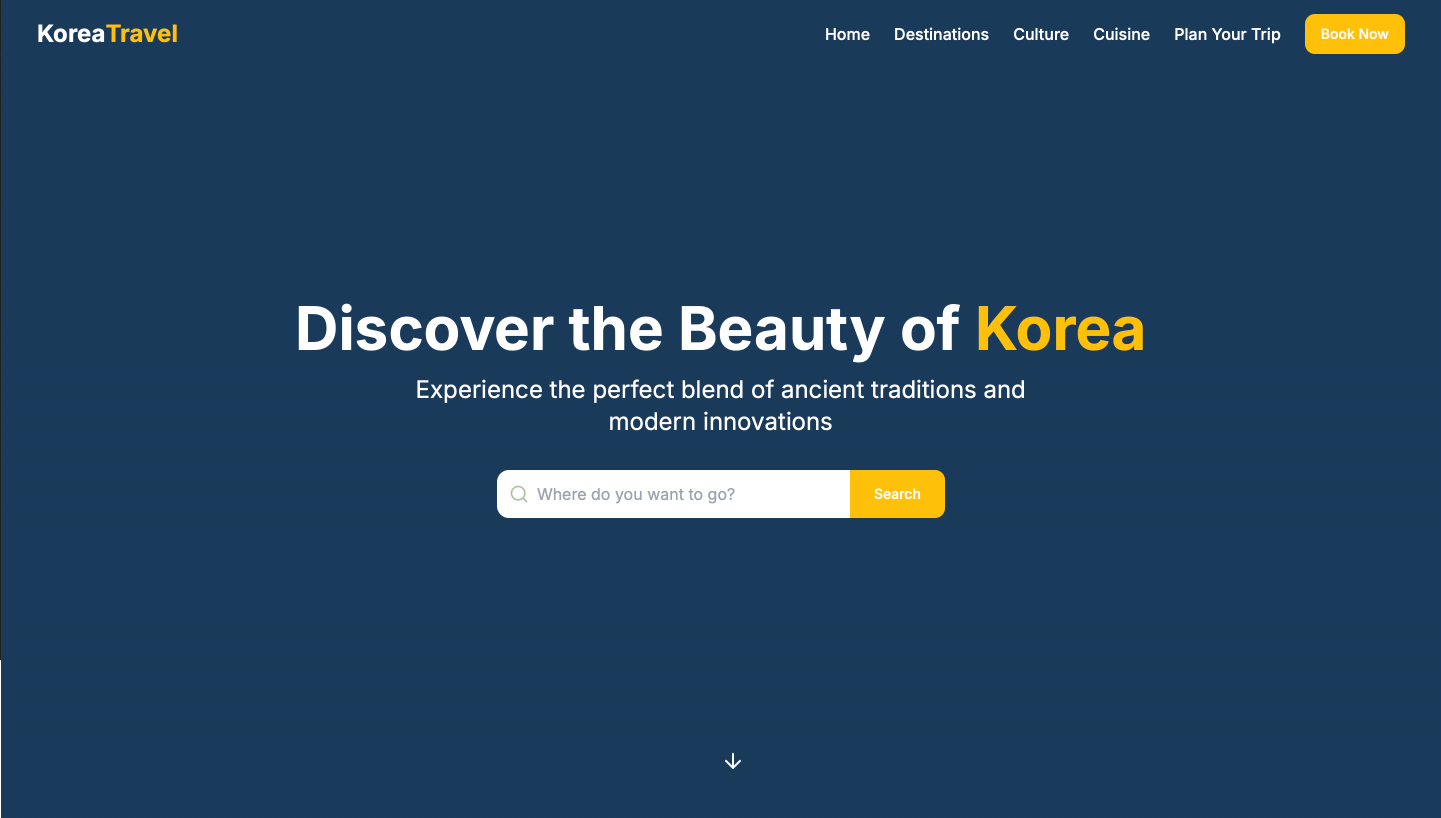 KoreaTravel
Home
Destinations
Culture
Cuisine
Plan Your Trip
Book Now
Discover the Beauty of Korea
Experience the perfect blend of ancient traditions and
modern innovations
Where do you want to go?
Search